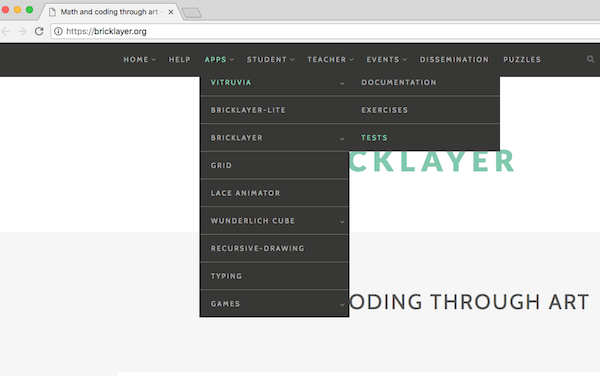 Math and coding through art -
https://bricklayer.org
HOME HELP APPS STUDENT TEACHER EVENTS DISSEMINATION PUZZLES
VITRUVIA
DOCUMENTATION
BRICKLAYER-LITE
EXERCISES
BRICKLAYER
TESTS
CKLAYER
GRID
LACE ANIMATOR
WUNDERLICH CUBE
RECURSIVE-DRAWING
TYPING
GAMES
ODING THROUGH ART